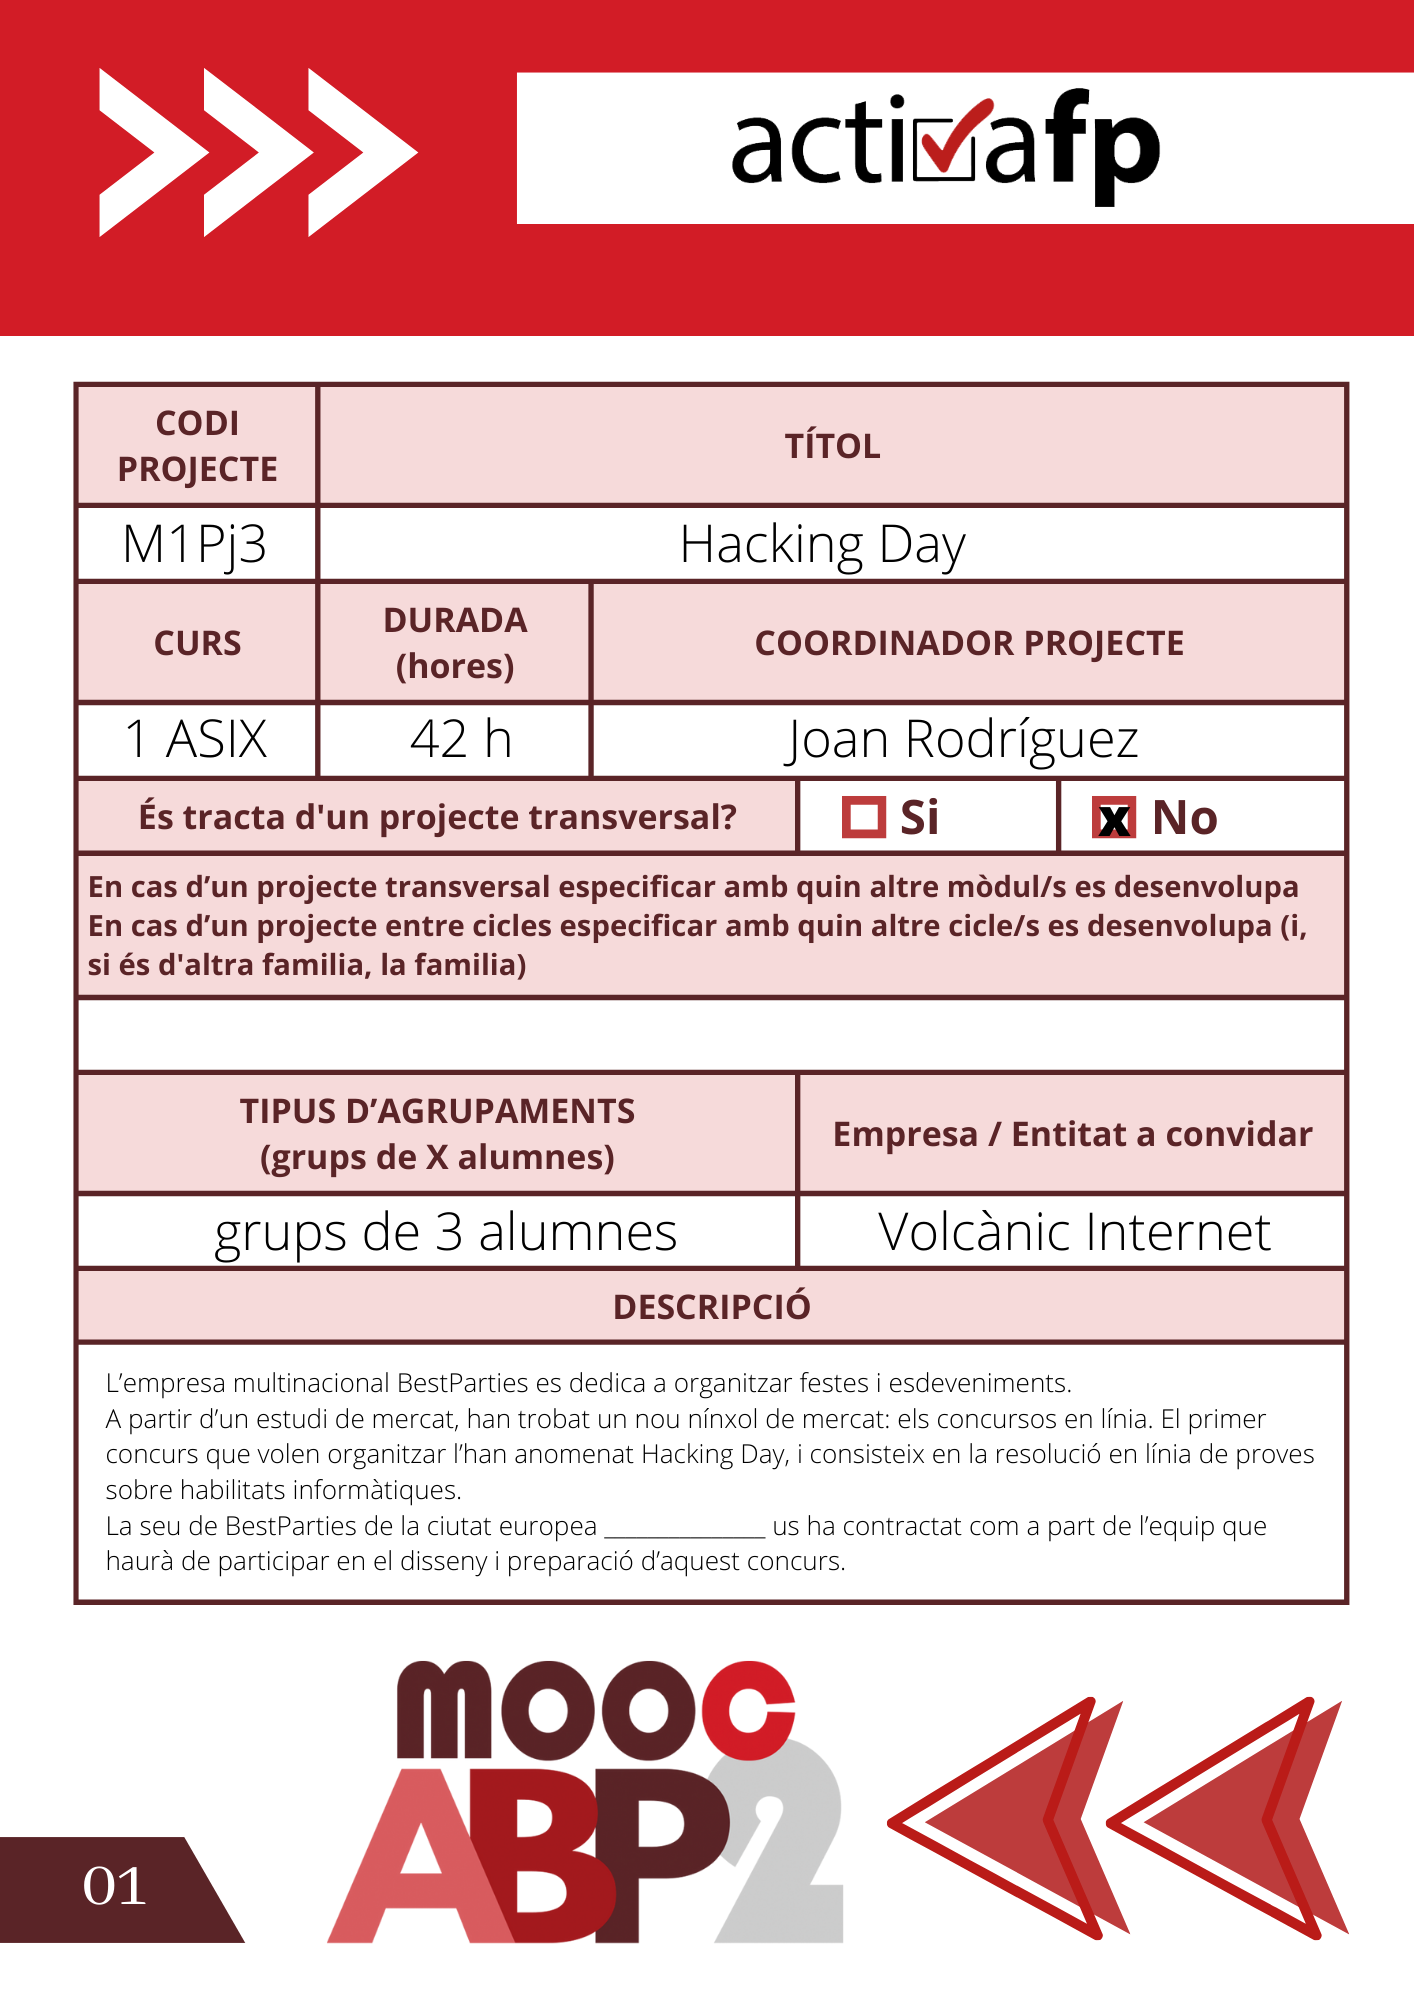 activafp
CODI
PROJECTE
TÍTOL
M1Pj3
Hacking Day
CURS
DURADA
(hores)
COORDINADOR PROJECTE
1 ASIX
42 h
Joan Rodríguez
És tracta d'un projecte transversal?
Si
x No
En cas d’un projecte transversal especificar amb quin altre mòdul/s es desenvolupa
En cas d’un projecte entre cicles especificar amb quin altre cicle/s es desenvolupa (i,
si és d'altra familia, la familia)
TIPUS D’AGRUPAMENTS
(grups de X alumnes)
Empresa / Entitat a convidar
grups de 3 alumnes
Volcànic Internet
DESCRIPCIÓ
L’empresa multinacional BestParties es dedica a organitzar festes i esdeveniments.
A partir d’un estudi de mercat, han trobat un nou nínxol de mercat: els concursos en línia. El primer
concurs que volen organitzar l’han anomenat Hacking Day, i consisteix en la resolució en línia de proves
sobre habilitats informàtiques.
La seu de BestParties de la ciutat europea _____________ us ha contractat com a part de l’equip que
haurà de participar en el disseny i preparació d’aquest concurs.
MOOC
ABP2
01